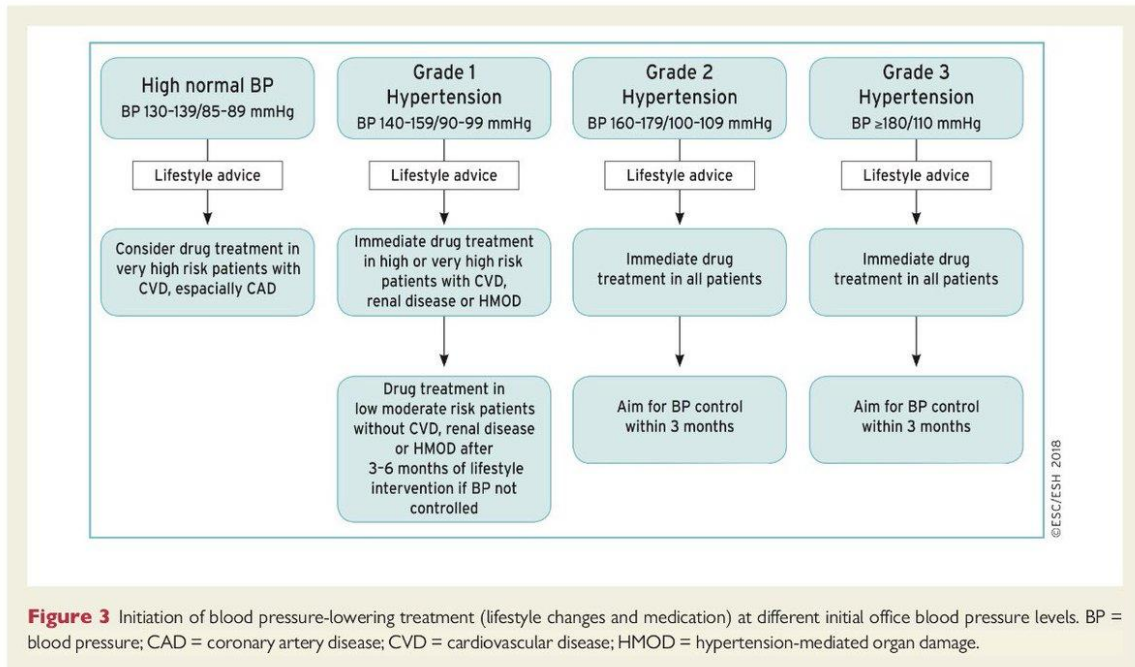 High normal BP
BP 130-139/85-89 mmHg
Grade 1
Hypertension
BP 140-159/90-99 mmHg
Grade 2
Hypertension
BP 160-179/100-109 mmHg
Grade 3
Hypertension
BP ≥180/110 mmHg
Lifestyle advice
Lifestyle advice
Lifestyle advice
Lifestyle advice
Consider drug treatment in
very high risk patients with
CVD, espacially CAD
Immediate drug treatment
in high or very high risk
patients with CVD,
renal disease or HMOD
Immediate drug
treatment in all patients
Immediate drug
treatment in all patients
Drug treatment in
low moderate risk patients
without CVD, renal disease
or HMOD after
3-6 months of lifestyle
intervention if BP not
controlled
Aim for BP control
within 3 months
Aim for BP control
within 3 months
©ESC/ESH 2018
Figure 3 Initiation of blood pressure-lowering treatment (lifestyle changes and medication) at different initial office blood pressure levels. BP =
blood pressure; CAD = coronary artery disease; CVD = cardiovascular disease; HMOD = hypertension-mediated organ damage.